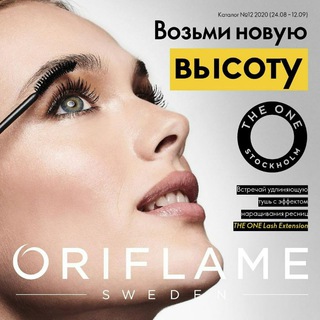 Каталог №12 2020 (24.08 - 12.09)
Возьми новую
высоту
THE ONE
STOCKHOLM
Встречай удлиняющую
тушь с эффектом
наращивания ресниц
THE ONE Lash Extension
ORIFLAME
SWEDEN